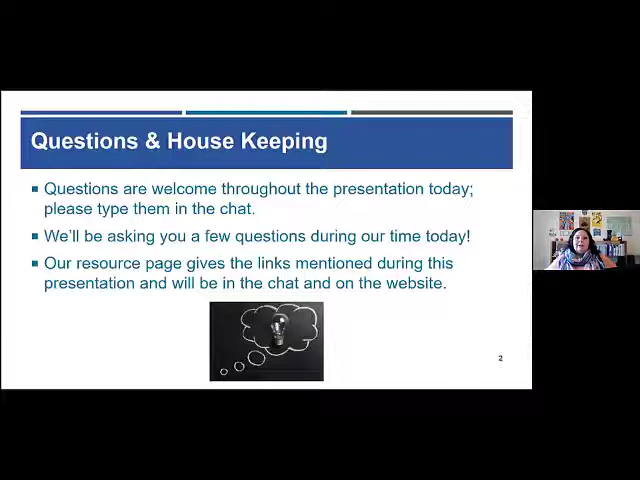 Questions & House Keeping
Questions are welcome throughout the presentation today;
please type them in the chat.
We'll be asking you a few questions during our time today!
Our resource page gives the links mentioned during this
presentation and will be in the chat and on the website.
2